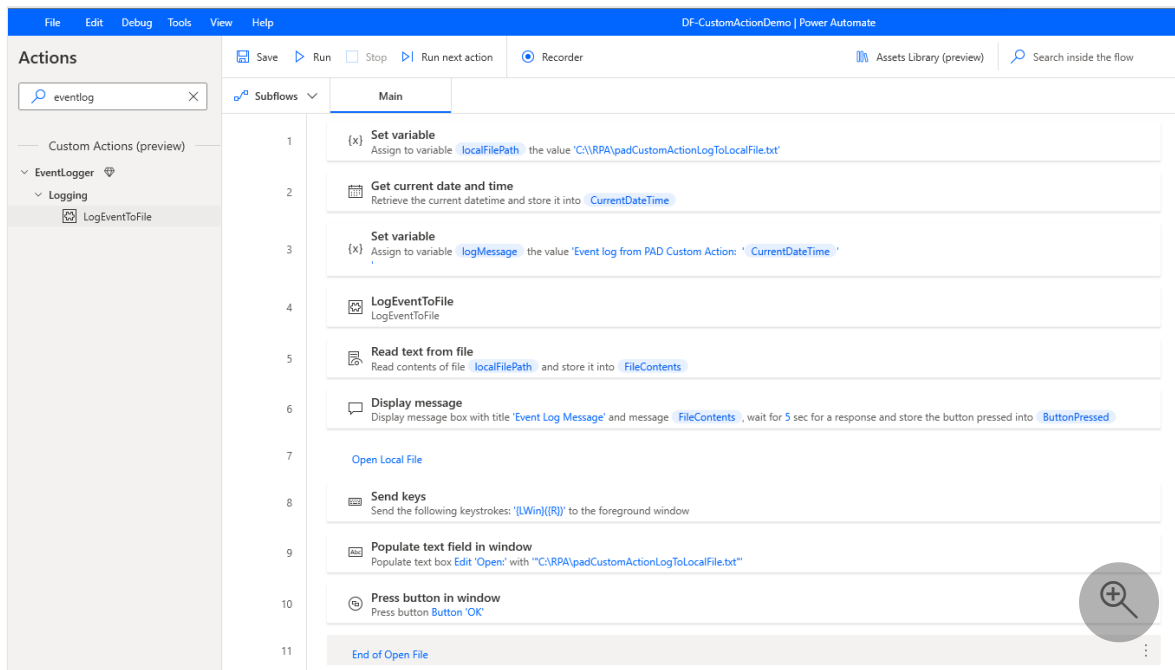 File Edit Debug Tools View Help
DF-CustomActionDemo | Power Automate
Actions
Save Run Stop Run next action Recorder
Assets Library (preview) Search inside the flow
eventlog
Subflows Main
Custom Actions (preview)
EventLogger
Logging
LogEventToFile
1
{x} Set variable
Assign to variable localFilePath the value 'C:\\RPA\padCustomActionLogToLocalFile.txt'
2
Get current date and time
Retrieve the current datetime and store it into CurrentDateTime
3
{x} Set variable
Assign to variable logMessage the value 'Event log from PAD Custom Action: ' CurrentDateTime '
'
4
LogEventToFile
LogEventToFile
5
Read text from file
Read contents of file localFilePath and store it into FileContents
6
Display message
Display message box with title 'Event Log Message' and message FileContents , wait for 5 sec for a response and store the button pressed into ButtonPressed
7
Open Local File
8
Send keys
Send the following keystrokes: '{LWin}({R})' to the foreground window
9
Abc Populate text field in window
Populate text box Edit 'Open:' with '"C:\RPA\padCustomActionLogToLocalFile.txt"'
10
Press button in window
Press button Button 'OK'
11
End of Open File